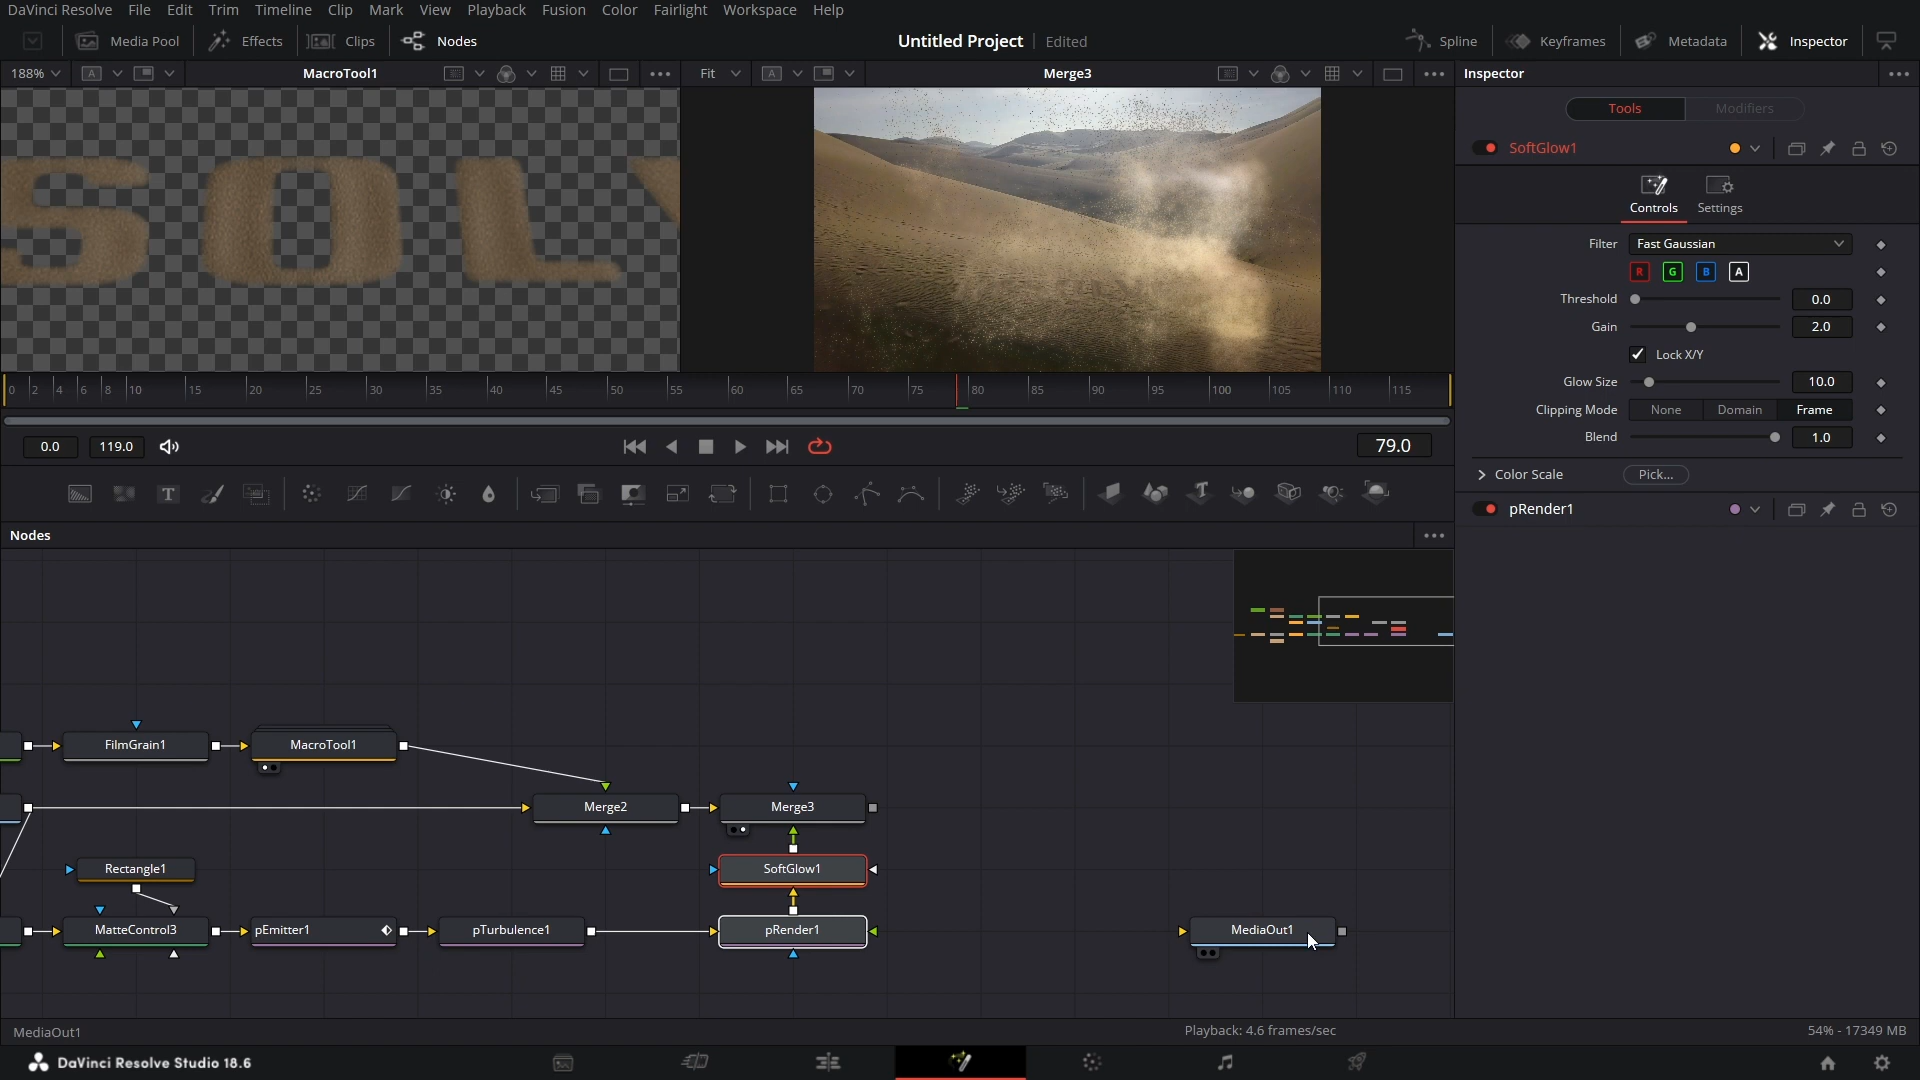 DaVinci Resolve File Edit Trim Timeline Clip Mark View Playback Fusion Color Fairlight Workspace Help
Media Pool Effects Clips Nodes Untitled Project Edited Spline Keyframes Metadata Inspector
188% A MacroTool1 Fit A Merge3 Inspector
Tools Modifiers
SoftGlow1
Controls Settings
Filter Fast Gaussian
R G B A
Threshold 0.0
Gain 2.0
Lock X/Y
Glow Size 10.0
Clipping Mode None Domain Frame
Blend 1.0
Color Scale Pick...
pRender1
SOL
0 2 4 6 8 10 15 20 25 30 35 40 45 50 55 60 65 70 75 80 85 90 95 100 105 110 115
0.0 119.0 79.0
T
Nodes
FilmGrain1 MacroTool1
Merge2 Merge3
Rectangle1 SoftGlow1
MatteControl3 pEmitter1 pTurbulence1 pRender1 MediaOut1
MediaOut1 Playback: 4.6 frames/sec 54% - 17349 MB
DaVinci Resolve Studio 18.6